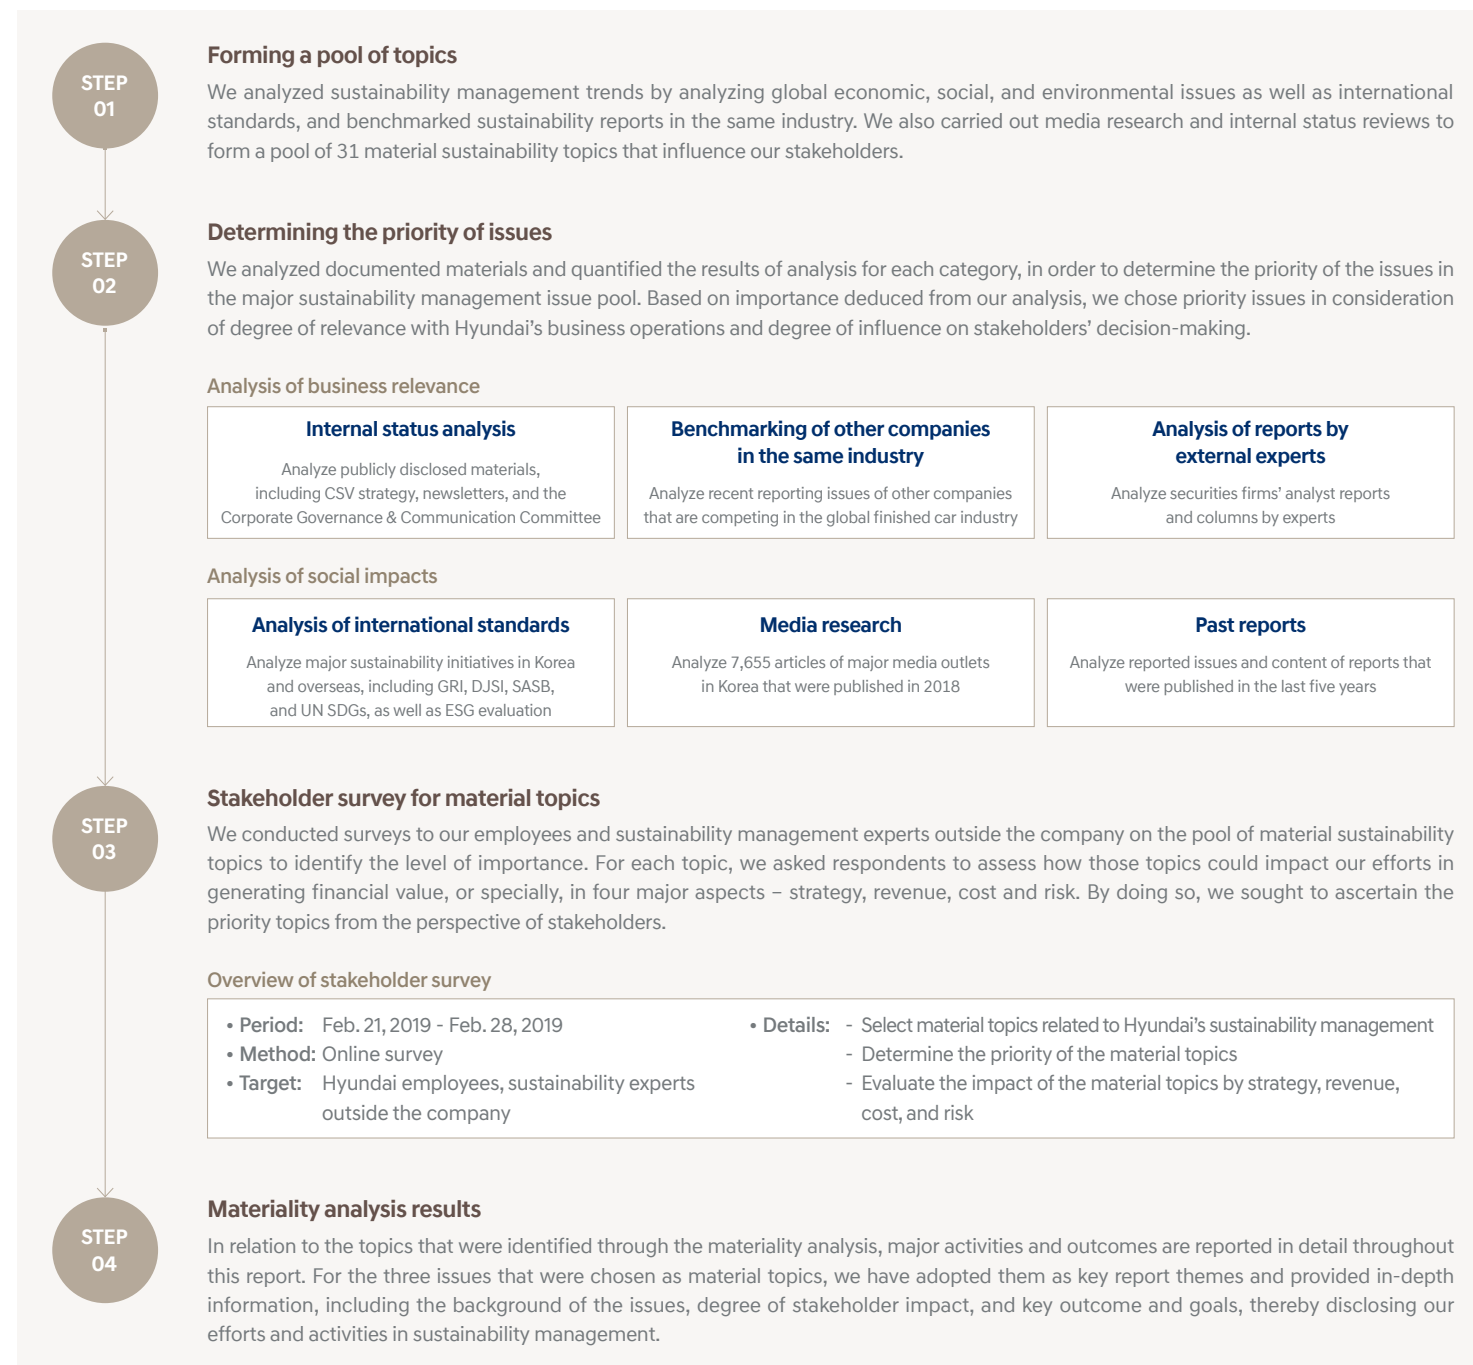 STEP
01
Forming a pool of topics
We analyzed sustainability management trends by analyzing global economic, social, and environmental issues as well as international
standards, and benchmarked sustainability reports in the same industry. We also carried out media research and internal status reviews to
form a pool of 31 material sustainability topics that influence our stakeholders.
STEP
02
Determining the priority of issues
We analyzed documented materials and quantified the results of analysis for each category, in order to determine the priority of the issues in
the major sustainability management issue pool. Based on importance deduced from our analysis, we chose priority issues in consideration
of degree of relevance with Hyundai's business operations and degree of influence on stakeholders' decision-making.
Analysis of business relevance
Internal status analysis
Analyze publicly disclosed materials,
including CSV strategy, newsletters, and the
Corporate Governance & Communication Committee
Benchmarking of other companies
in the same industry
Analyze recent reporting issues of other companies
that are competing in the global finished car industry
Analysis of reports by
external experts
Analyze securities firms' analyst reports
and columns by experts
Analysis of social impacts
Analysis of international standards
Analyze major sustainability initiatives in Korea
and overseas, including GRI, DJSI, SASB,
and UN SDGs, as well as ESG evaluation
Media research
Analyze 7,655 articles of major media outlets
in Korea that were published in 2018
Past reports
Analyze reported issues and content of reports that
were published in the last five years
STEP
03
Stakeholder survey for material topics
We conducted surveys to our employees and sustainability management experts outside the company on the pool of material sustainability
topics to identify the level of importance. For each topic, we asked respondents to assess how those topics could impact our efforts in
generating financial value, or specially, in four major aspects – strategy, revenue, cost and risk. By doing so, we sought to ascertain the
priority topics from the perspective of stakeholders.
Overview of stakeholder survey
• Period: Feb. 21, 2019 - Feb. 28, 2019
• Method: Online survey
• Target: Hyundai employees, sustainability experts
outside the company
• Details: - Select material topics related to Hyundai's sustainability management
- Determine the priority of the material topics
- Evaluate the impact of the material topics by strategy, revenue,
cost, and risk
STEP
04
Materiality analysis results
In relation to the topics that were identified through the materiality analysis, major activities and outcomes are reported in detail throughout
this report. For the three issues that were chosen as material topics, we have adopted them as key report themes and provided in-depth
information, including the background of the issues, degree of stakeholder impact, and key outcome and goals, thereby disclosing our
efforts and activities in sustainability management.